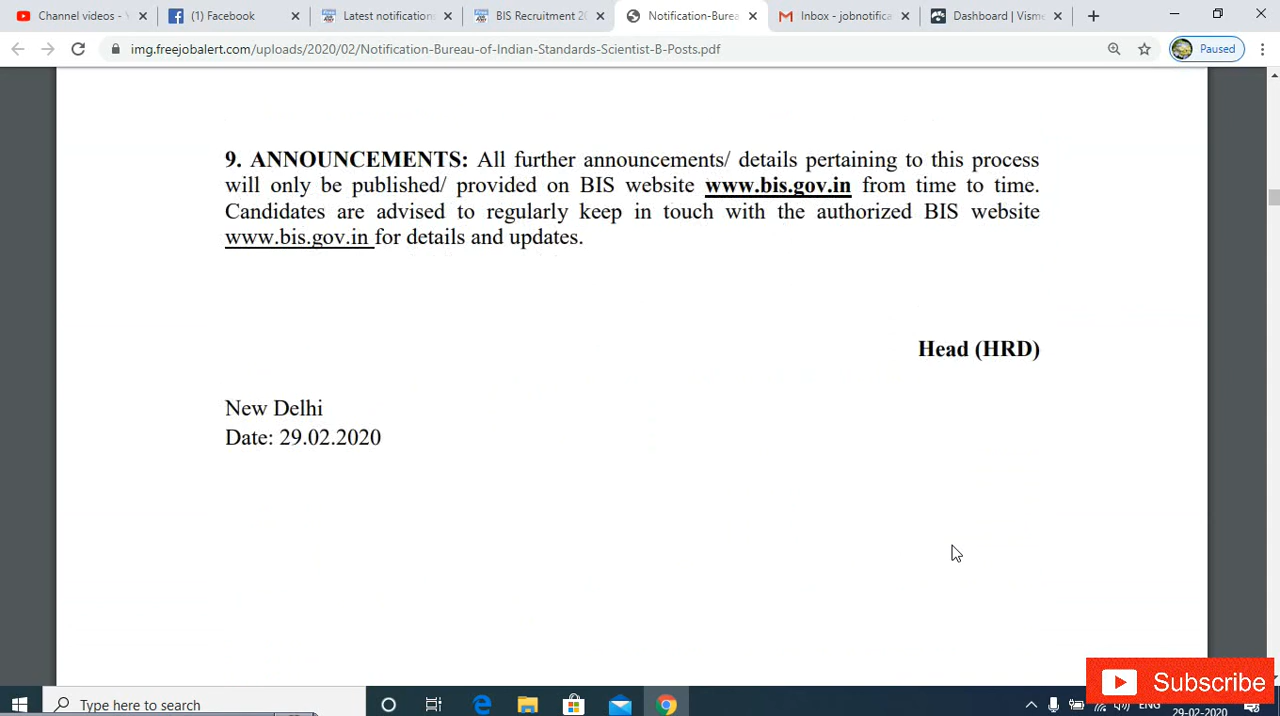 Channel videos - Y
(1) Facebook
Latest notification
BIS Recruitment 20
Notification-Burea
Inbox - jobnotifica
Dashboard | Visme
img.freejobalert.com/uploads/2020/02/Notification-Bureau-of-Indian-Standards-Scientist-B-Posts.pdf
Paused
9. ANNOUNCEMENTS: All further announcements/ details pertaining to this process
will only be published/ provided on BIS website www.bis.gov.in from time to time.
Candidates are advised to regularly keep in touch with the authorized BIS website
www.bis.gov.in for details and updates.
Head (HRD)
New Delhi
Date: 29.02.2020
Subscribe
Type here to search
ENG
29-02-2020